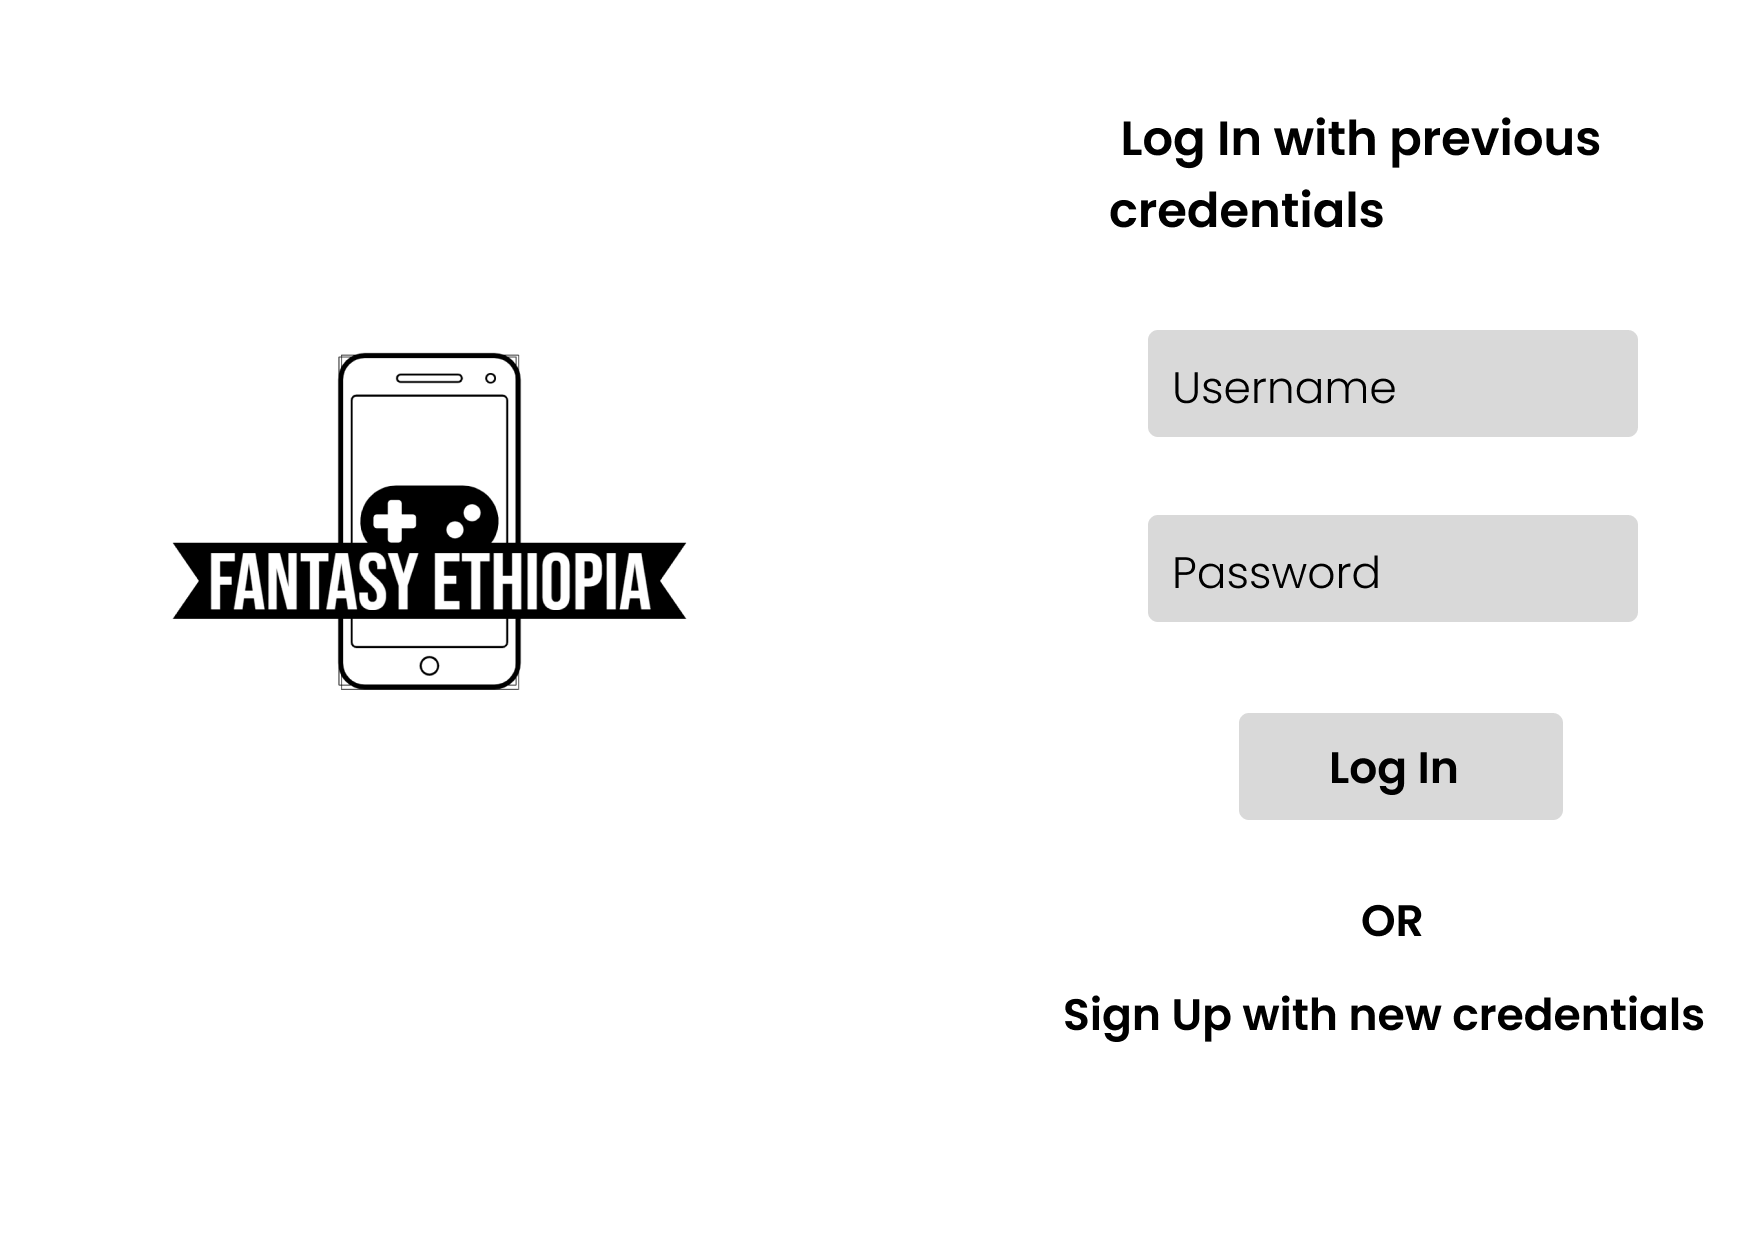 FANTASY ETHIOPIA
Log In with previous
credentials
Username
Password
Log In
OR
Sign Up with new credentials